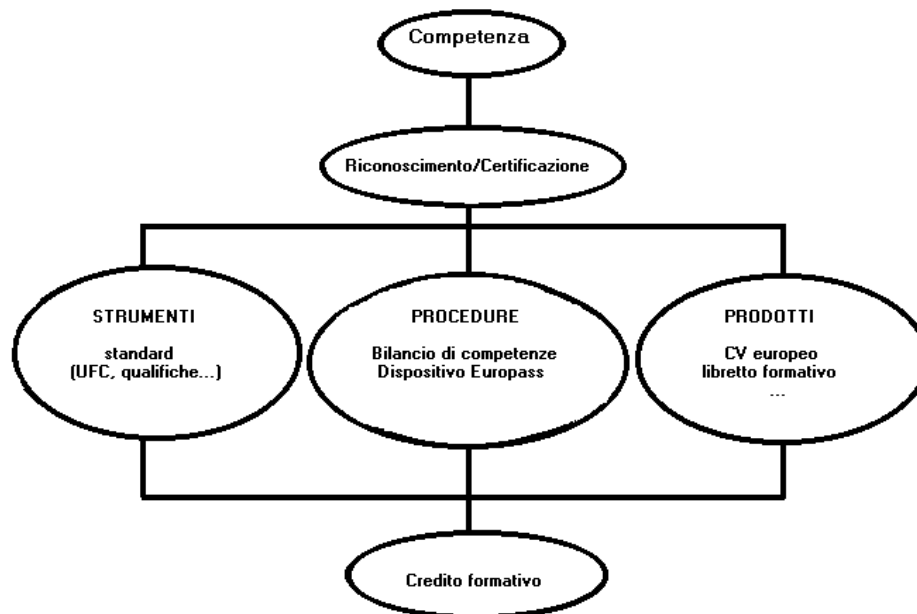 Competenza
Riconoscimento/Certificazione
STRUMENTI
standard
(UFC, qualifiche...)
PROCEDURE
Bilancio di competenze
Dispositivo Europass
PRODOTTI
CV europeo
libretto formativo
...
Credito formativo